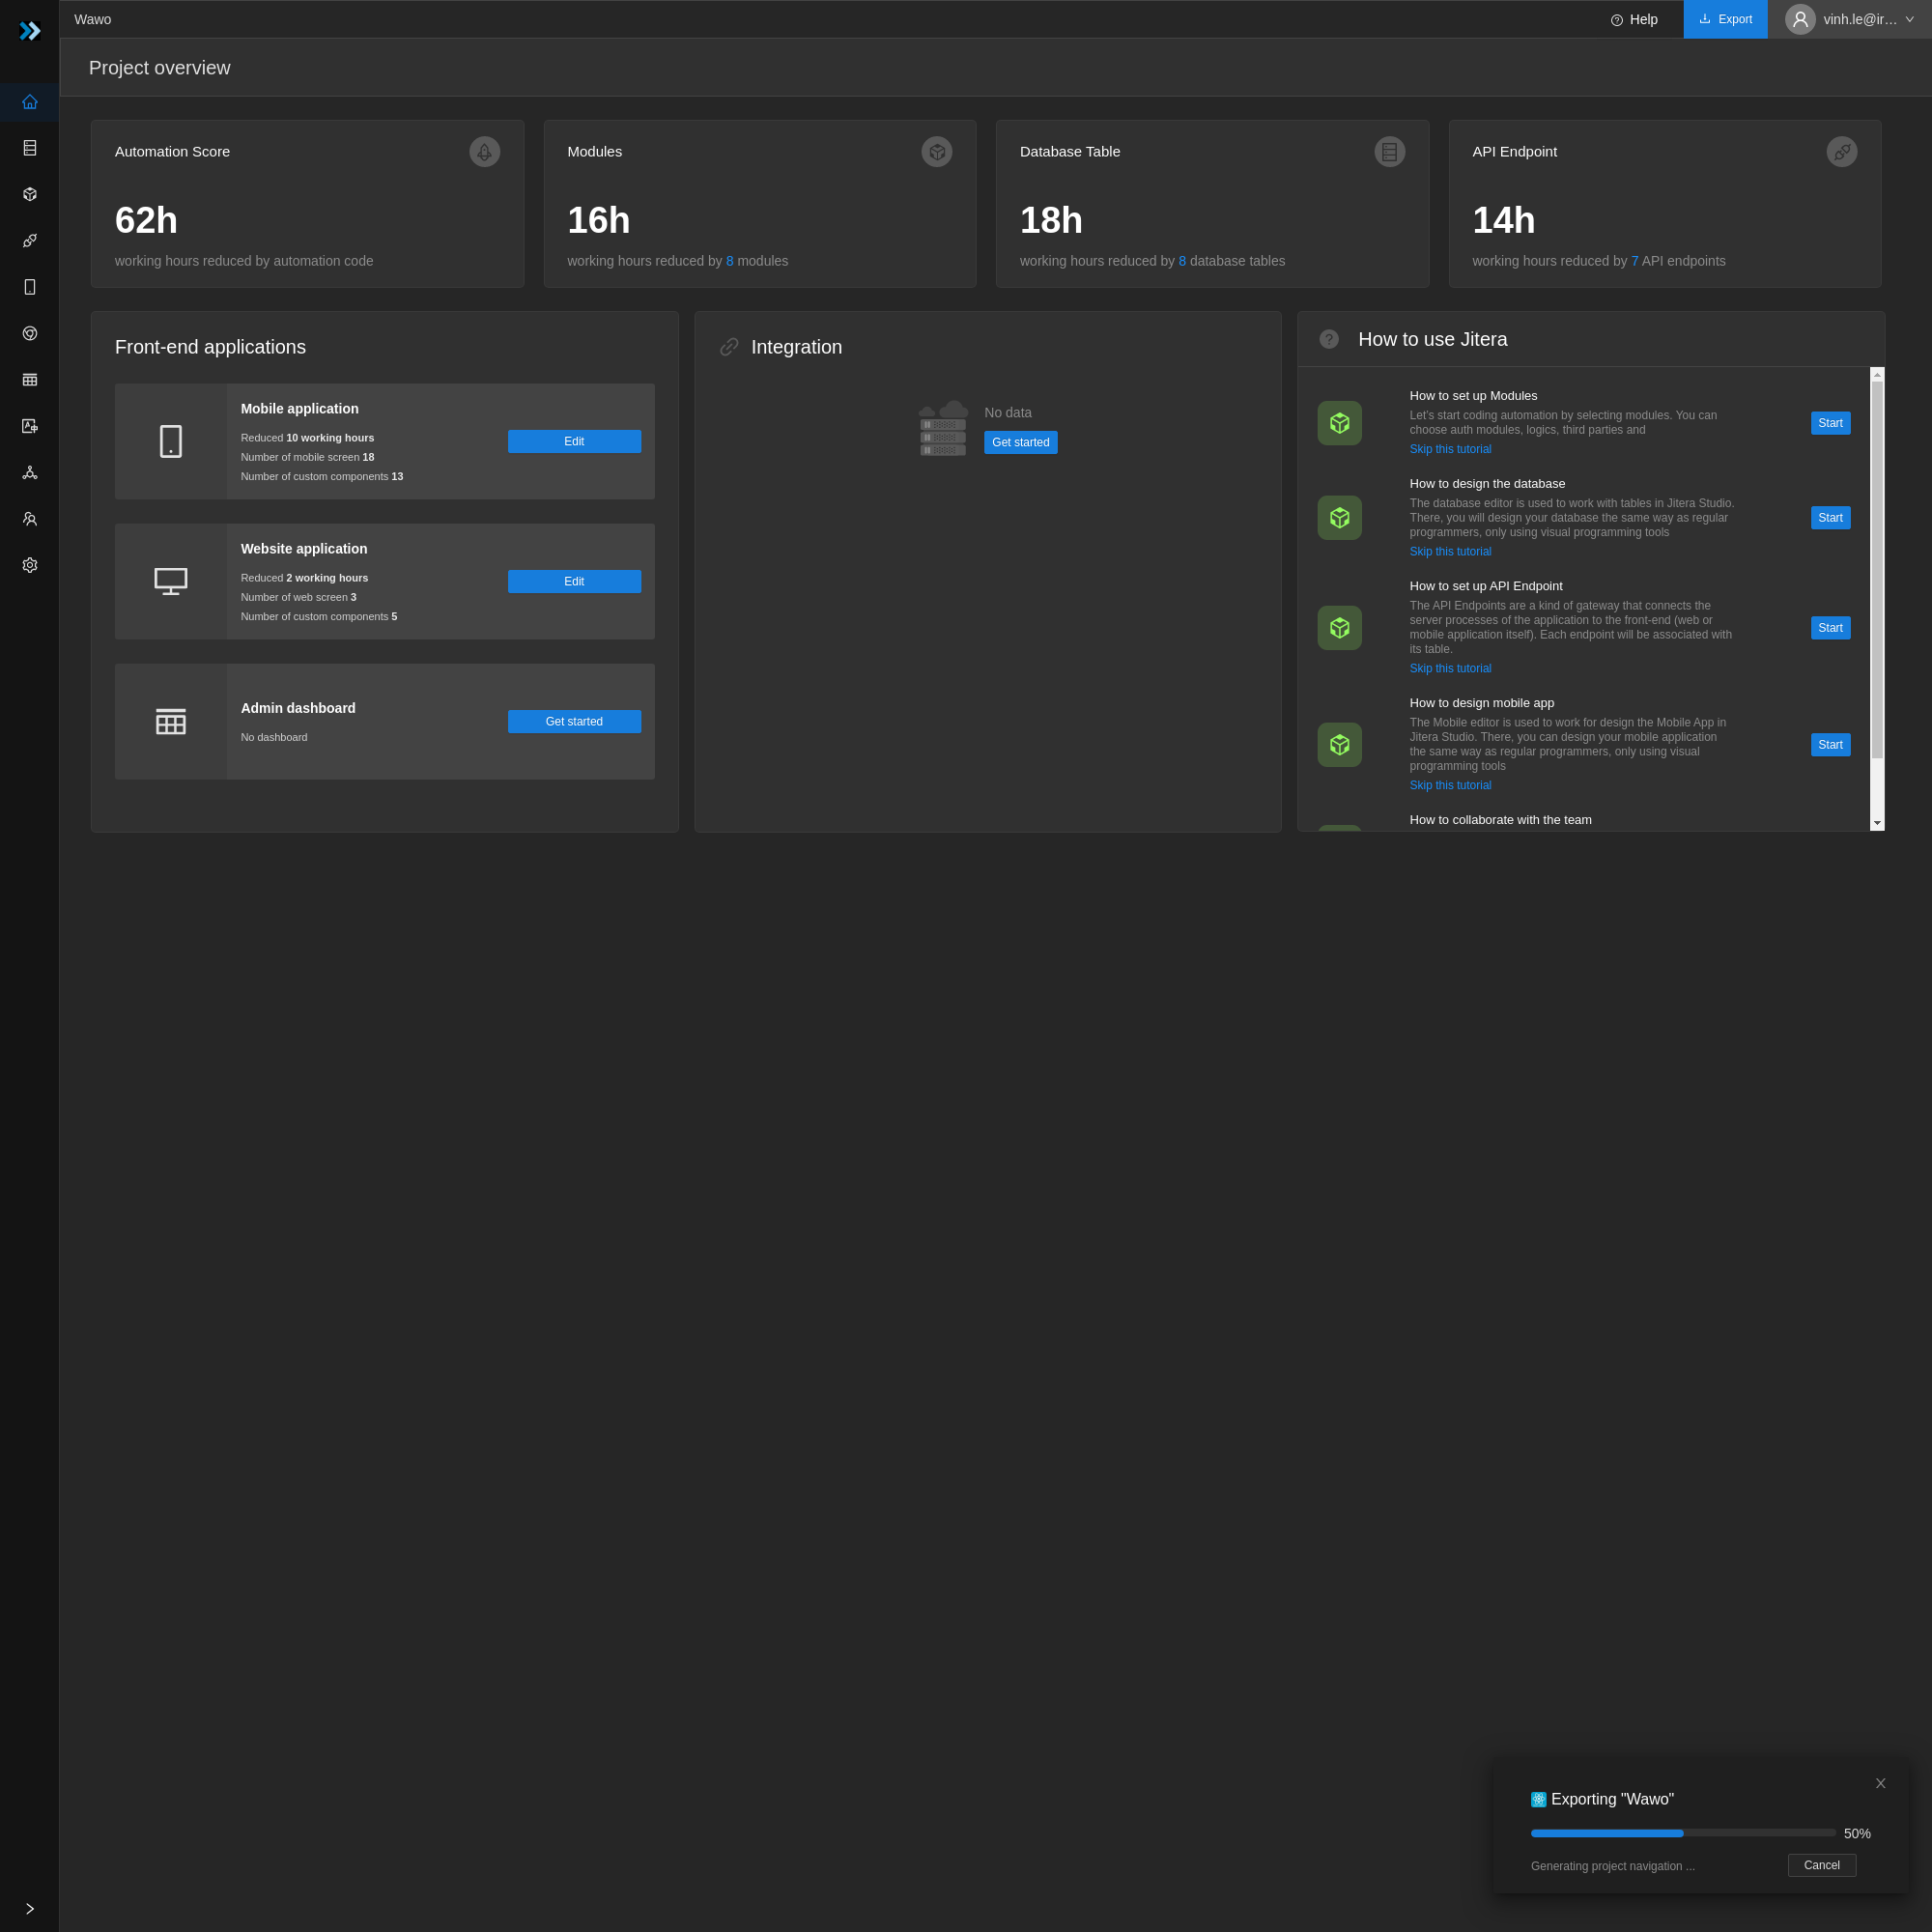 Wawo
Help
Export
vinh.le@ir…
Project overview
Automation Score
62h
working hours reduced by automation code
Modules
16h
working hours reduced by 8 modules
Database Table
18h
working hours reduced by 8 database tables
API Endpoint
14h
working hours reduced by 7 API endpoints
Front-end applications
Mobile application
Reduced 10 working hours
Number of mobile screen 18
Number of custom components 13
Edit
Website application
Reduced 2 working hours
Number of web screen 3
Number of custom components 5
Edit
Admin dashboard
No dashboard
Get started
Integration
No data
Get started
How to use Jitera
How to set up Modules
Let's start coding automation by selecting modules. You can
choose auth modules, logics, third parties and
Skip this tutorial
Start
How to design the database
The database editor is used to work with tables in Jitera Studio.
There, you will design your database the same way as regular
programmers, only using visual programming tools
Skip this tutorial
Start
How to set up API Endpoint
The API Endpoints are a kind of gateway that connects the
server processes of the application to the front-end (web or
mobile application itself). Each endpoint will be associated with
its table.
Skip this tutorial
Start
How to design mobile app
The Mobile editor is used to work for design the Mobile App in
Jitera Studio. There, you can design your mobile application
the same way as regular programmers, only using visual
programming tools
Skip this tutorial
Start
How to collaborate with the team
Exporting "Wawo"
50%
Generating project navigation ...
Cancel